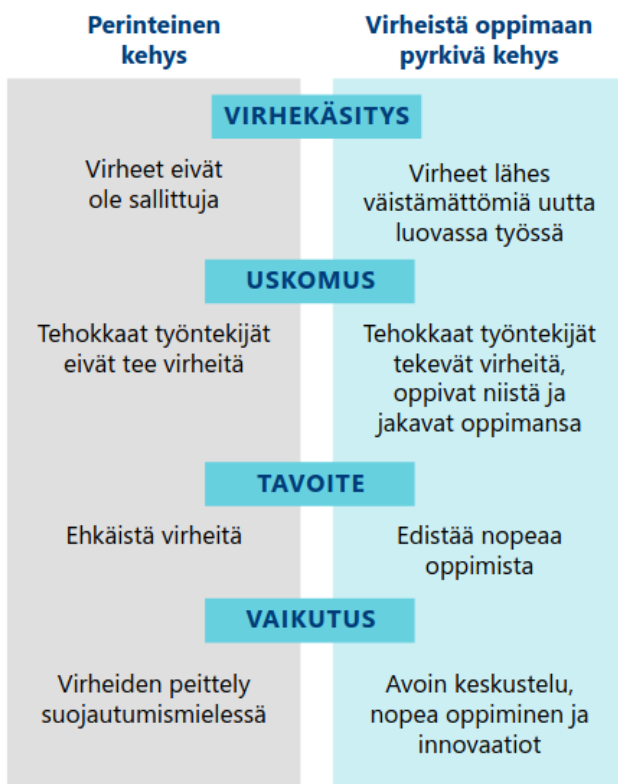 Perinteinen
kehys
Virheistä oppimaan
pyrkivä kehys
VIRHEKÄSITYS
Virheet eivät
ole sallittuja
Virheet lähes
väistämättömiä uutta
luovassa työssä
USKOMUS
Tehokkaat työntekijät
eivät tee virheitä
Tehokkaat työntekijät
tekevät virheitä,
oppivat niistä ja
jakavat oppimansa
TAVOITE
Ehkäistä virheitä
Edistää nopeaa
oppimista
VAIKUTUS
Virheiden peittely
suojautumismielessä
Avoin keskustelu,
nopea oppiminen ja
innovaatiot